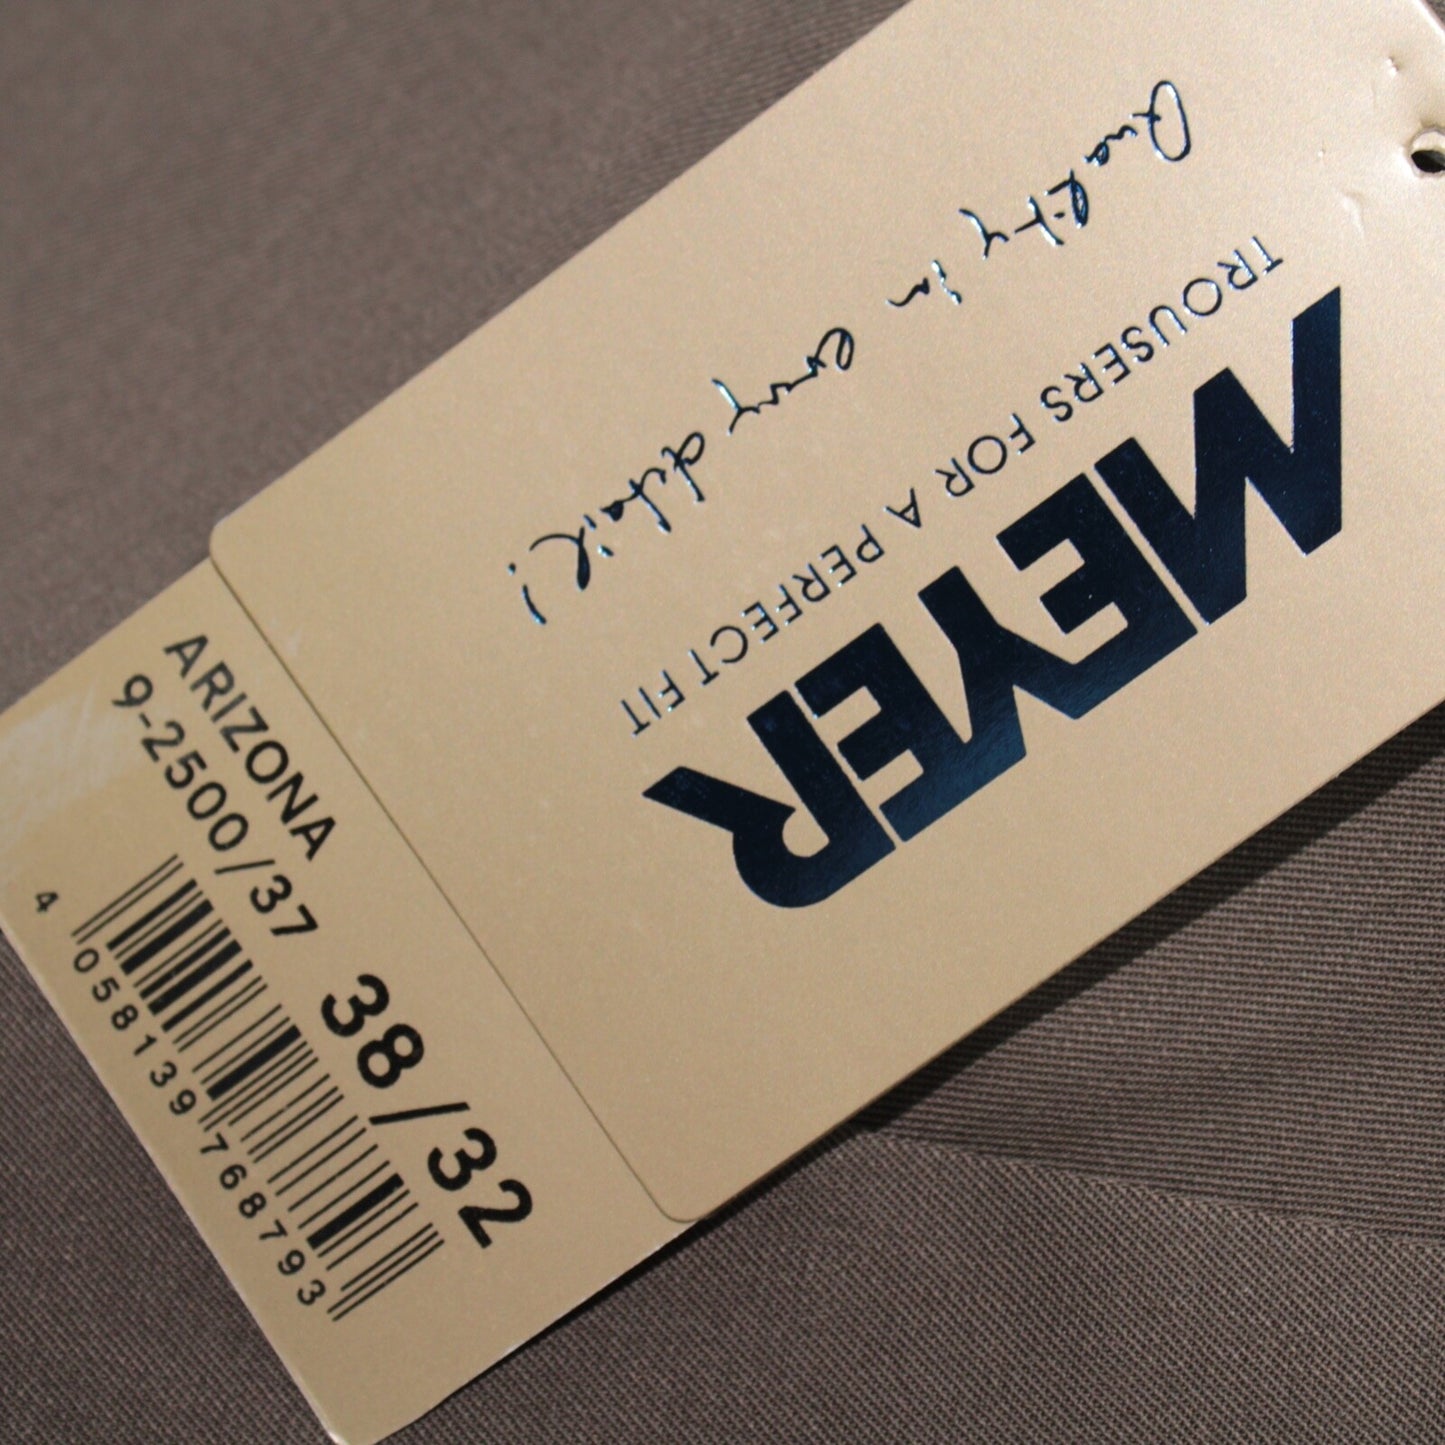 MEYER
TROUSERS FOR A PERFECT FIT
Quality in every detail!
ARIZONA
9-2500/37
38/32
4 058139 768793